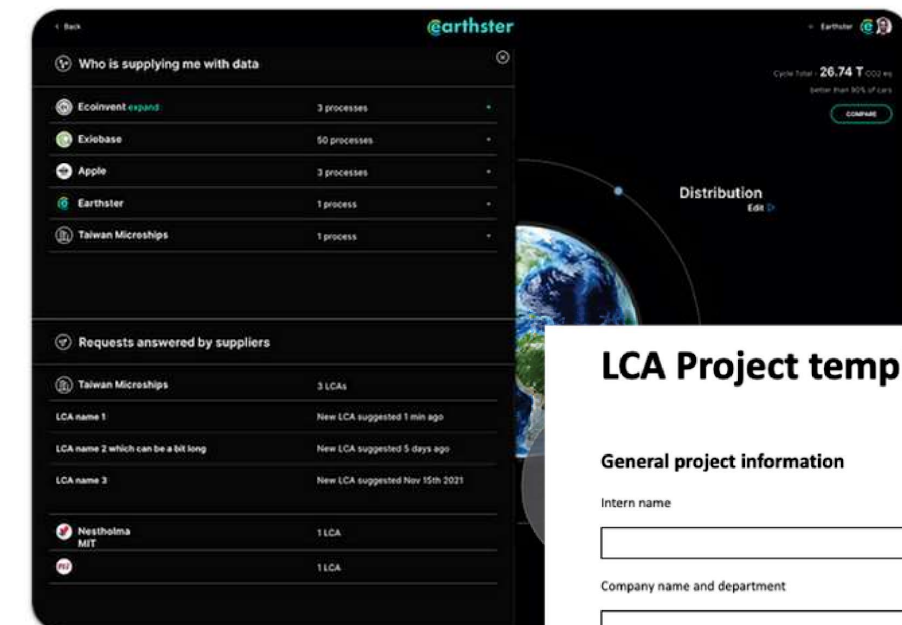 < Back
earthster
Earthster
Who is supplying me with data
Cycle Total : 26.74 T CO2 eq
better than 90% of cars
COMPARE
Ecoinvent expand 3 processes
Exiobase 50 processes
Apple 3 processes
Earthster 1 process
Taiwan Microships 1 process
Distribution
Edit
Requests answered by suppliers
Taiwan Microships 3 LCAs
LCA name 1 New LCA suggested 1 min ago
LCA name 2 which can be a bit long New LCA suggested 5 days ago
LCA name 3 New LCA suggested Nov 15th 2021
Nestholma 1 LCA
MIT
1 LCA
LCA Project temp
General project information
Intern name
Company name and department